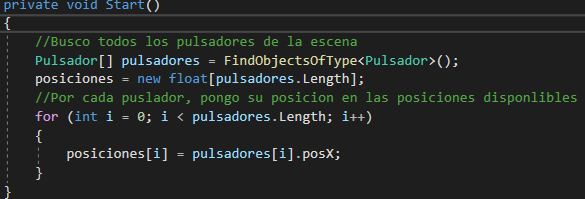 private void Start()
{
//Busco todos los pulsadores de la escena
Pulsador[] pulsadores = FindObjectsOfType<Pulsador>();
posiciones = new float[pulsadores.Length];
//Por cada puslador, pongo su posicion en las posiciones disponlibles
for (int i = 0; i < pulsadores.Length; i++)
{
posiciones[i] = pulsadores[i].posX;
}
}